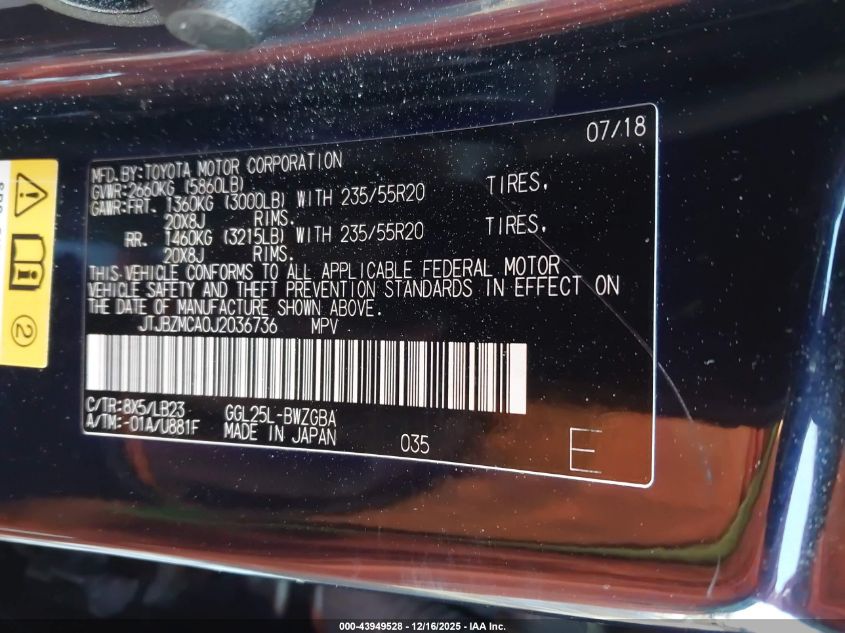 07/18
MFD.BY:TOYOTA MOTOR CORPORATION
GVWR:2660KG (5860LB)
GAWR:FRT. 1360KG (3000LB) WITH 235/55R20 TIRES,
20X8J RIMS.
RR. 1460KG (3215LB) WITH 235/55R20 TIRES,
20X8J RIMS.
THIS VEHICLE CONFORMS TO ALL APPLICABLE FEDERAL MOTOR
VEHICLE SAFETY AND THEFT PREVENTION STANDARDS IN EFFECT ON
THE DATE OF MANUFACTURE SHOWN ABOVE.
JTJBZMCA0J2036736 MPV
C/TR:8X5/LB23 GGL25L-BWZGBA
A/TM:-01A/U881F MADE IN JAPAN 035 E
2
000-43949528 - 12/16/2025 - IAA Inc.